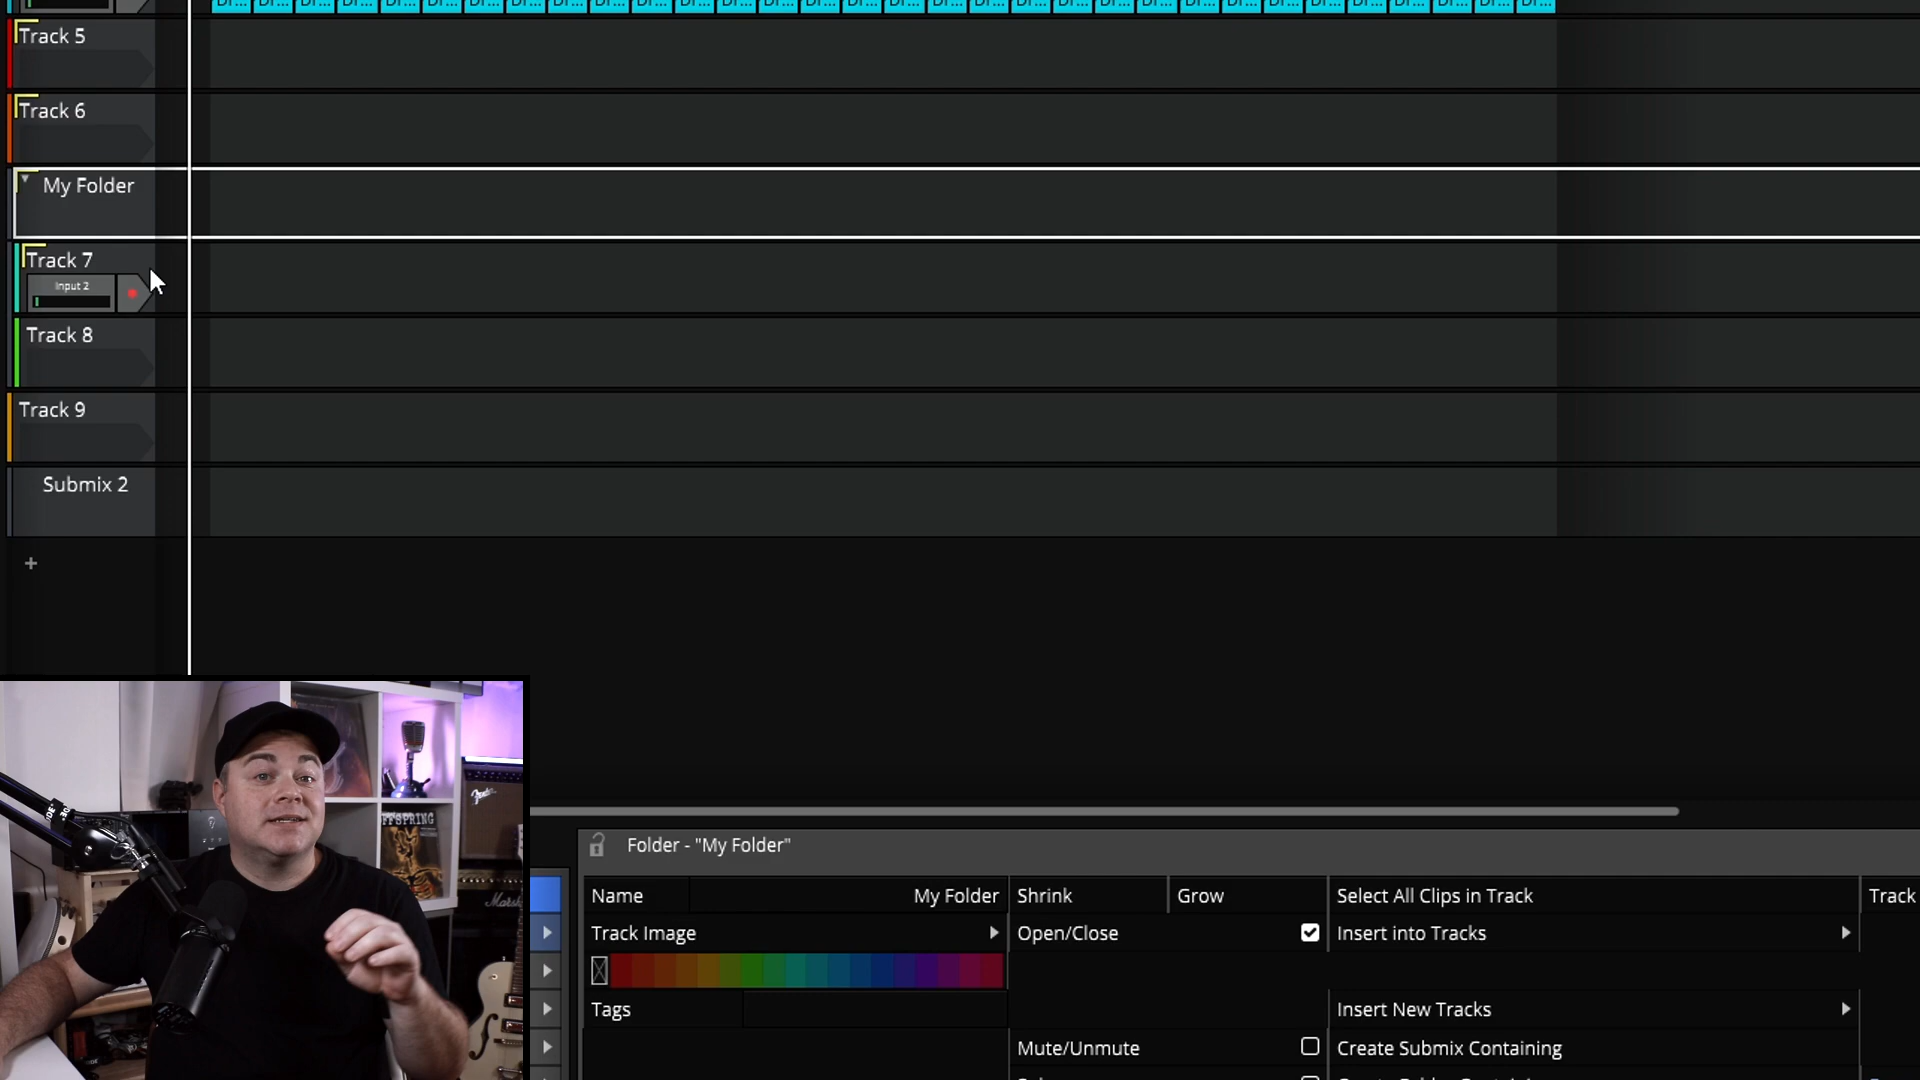 Track 5
Track 6
My Folder
Track 7
Input 2
Track 8
Track 9
Submix 2
+
OFFSPRING
Fender
Folder - "My Folder"
Name My Folder Shrink Grow Select All Clips in Track Track
Track Image Open/Close Insert into Tracks
Tags Insert New Tracks
Mute/Unmute Create Submix Containing